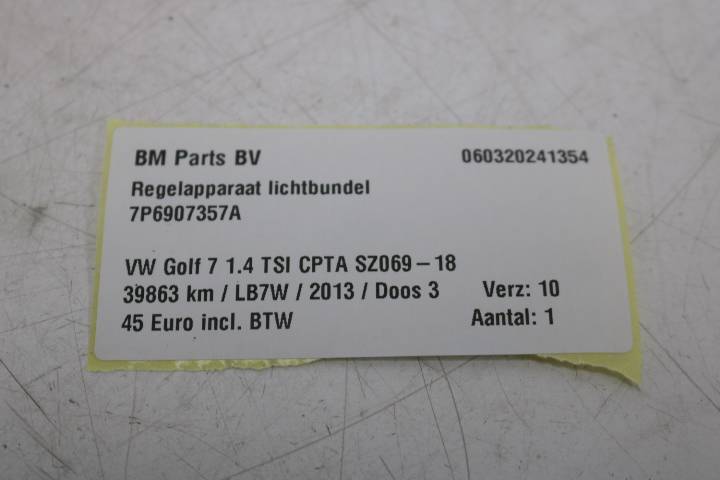 BM Parts BV 060320241354
Regelapparaat lichtbundel
7P6907357A
VW Golf 7 1.4 TSI CPTA SZ069-18
39863 km / LB7W / 2013 / Doos 3 Verz: 10
45 Euro incl. BTW Aantal: 1